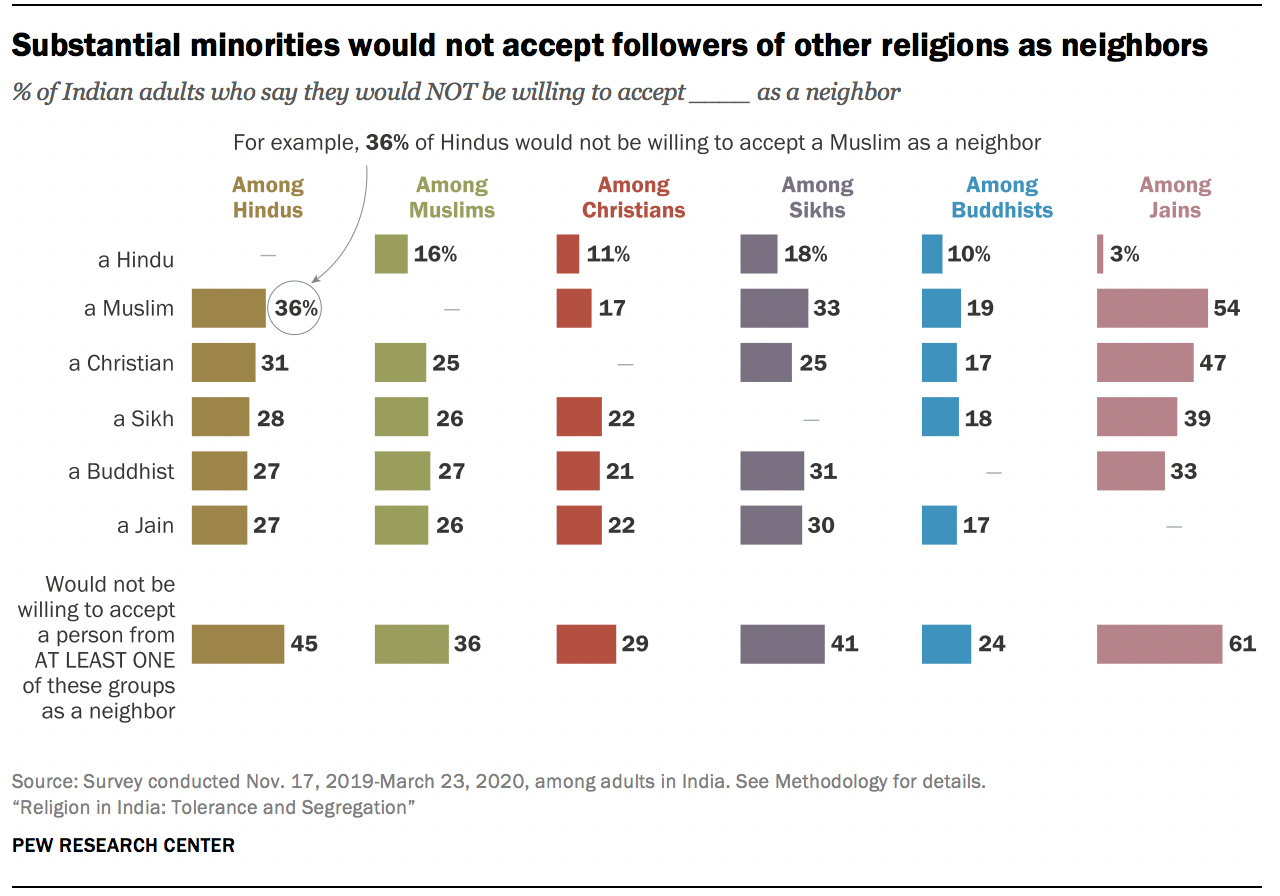 Substantial minorities would not accept followers of other religions as neighbors
% of Indian adults who say they would NOT be willing to accept ____ as a neighbor
For example, 36% of Hindus would not be willing to accept a Muslim as a neighbor
Among Hindus
Among Muslims
Among Christians
Among Sikhs
Among Buddhists
Among Jains
a Hindu — 16% 11% 18% 10% 3%
a Muslim 36% — 17 33 19 54
a Christian 31 25 — 25 17 47
a Sikh 28 26 22 — 18 39
a Buddhist 27 27 21 31 — 33
a Jain 27 26 22 30 17 —
Would not be
willing to accept
a person from
AT LEAST ONE
of these groups
as a neighbor
45 36 29 41 24 61
Source: Survey conducted Nov. 17, 2019-March 23, 2020, among adults in India. See Methodology for details.
“Religion in India: Tolerance and Segregation”
PEW RESEARCH CENTER